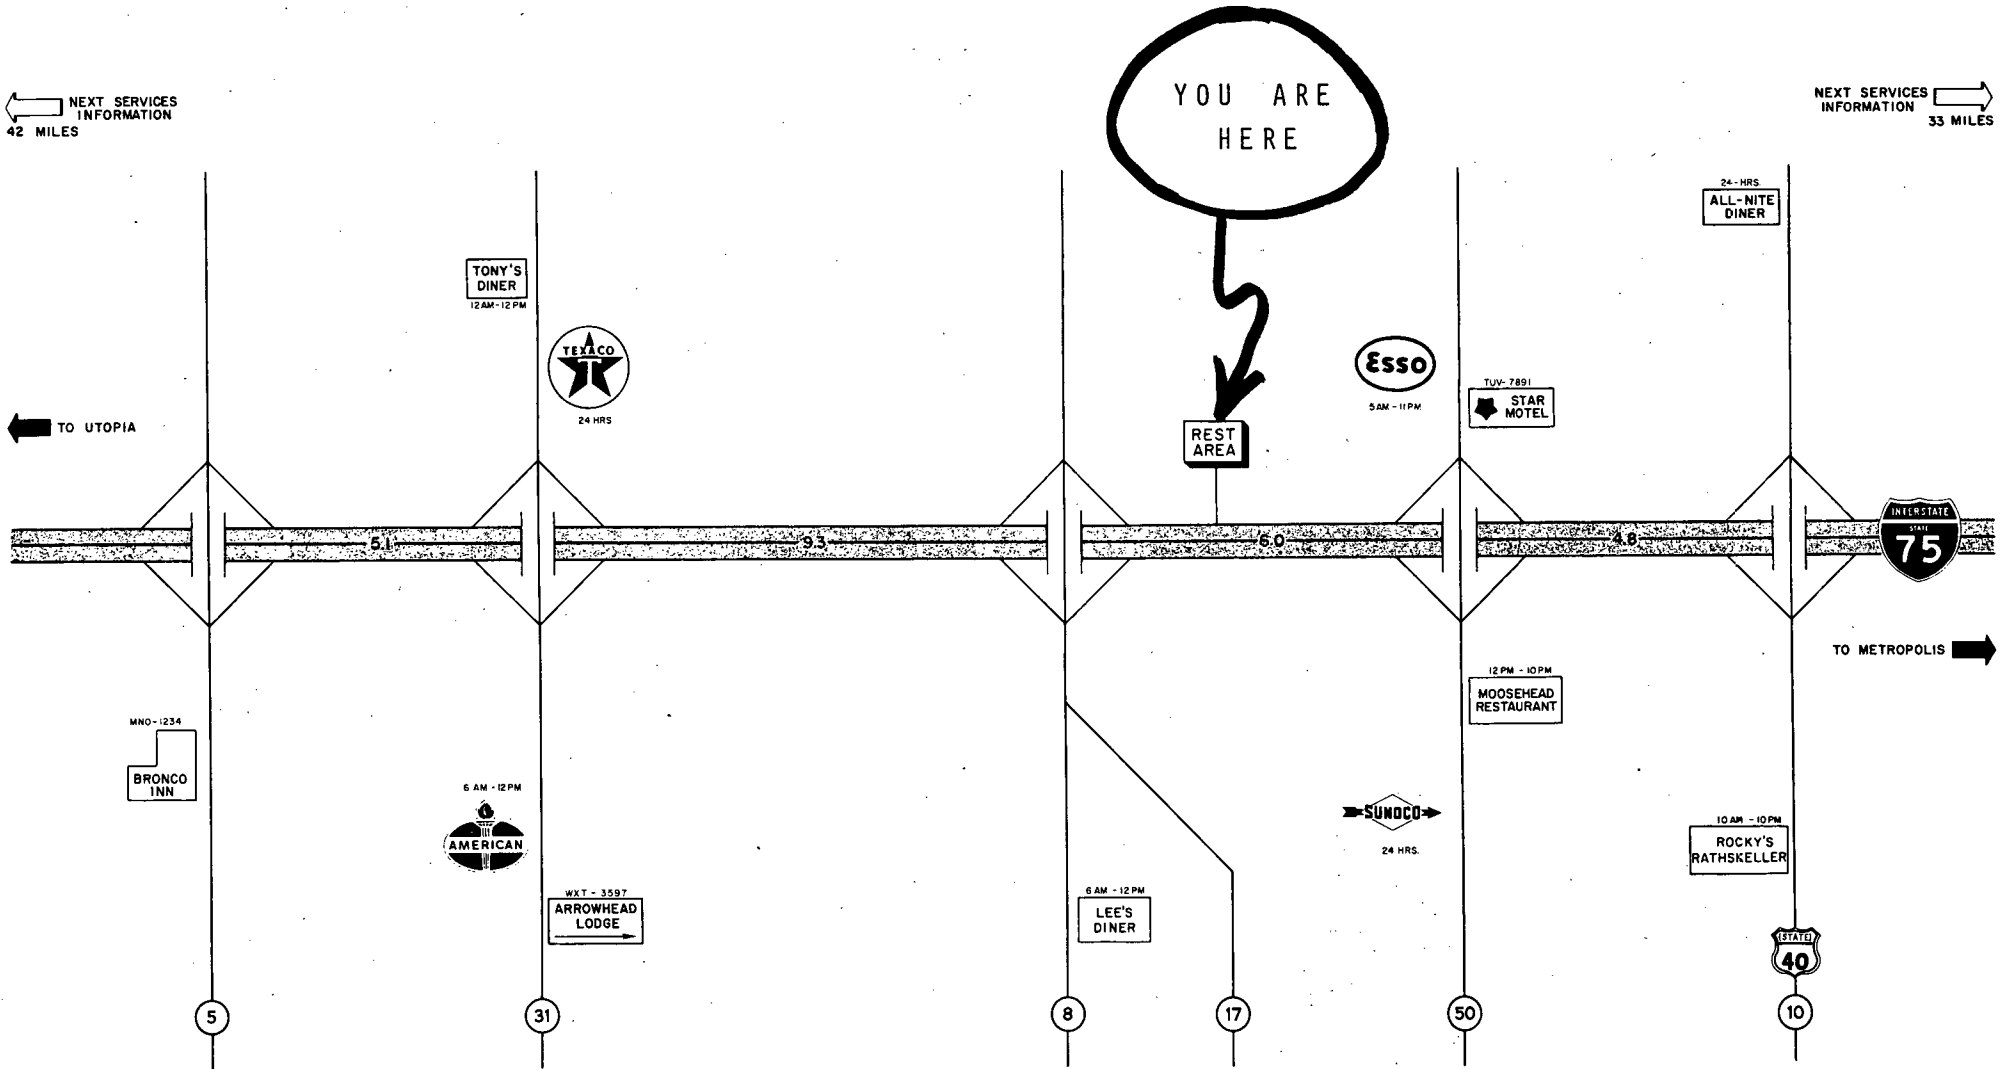 YOU ARE
HERE
NEXT SERVICES
INFORMATION
42 MILES
NEXT SERVICES
INFORMATION
33 MILES
24-HRS.
ALL-NITE
DINER
TONY'S
DINER
12AM-12PM
TEXACO
T
24 HRS
Esso
5AM-11PM
TUV-7891
STAR
MOTEL
TO UTOPIA
REST
AREA
5.1
9.3
6.0
4.8
INTERSTATE
STATE
75
TO METROPOLIS
12PM-10PM
MOOSEHEAD
RESTAURANT
MNO-1234
BRONCO
INN
6 AM-12PM
AMERICAN
SUNOCO
24 HRS.
10AM-10PM
ROCKY'S
RATHSKELLER
WXT-3597
ARROWHEAD
LODGE
6 AM-12PM
LEE'S
DINER
STATE
40
5
31
8
17
50
10